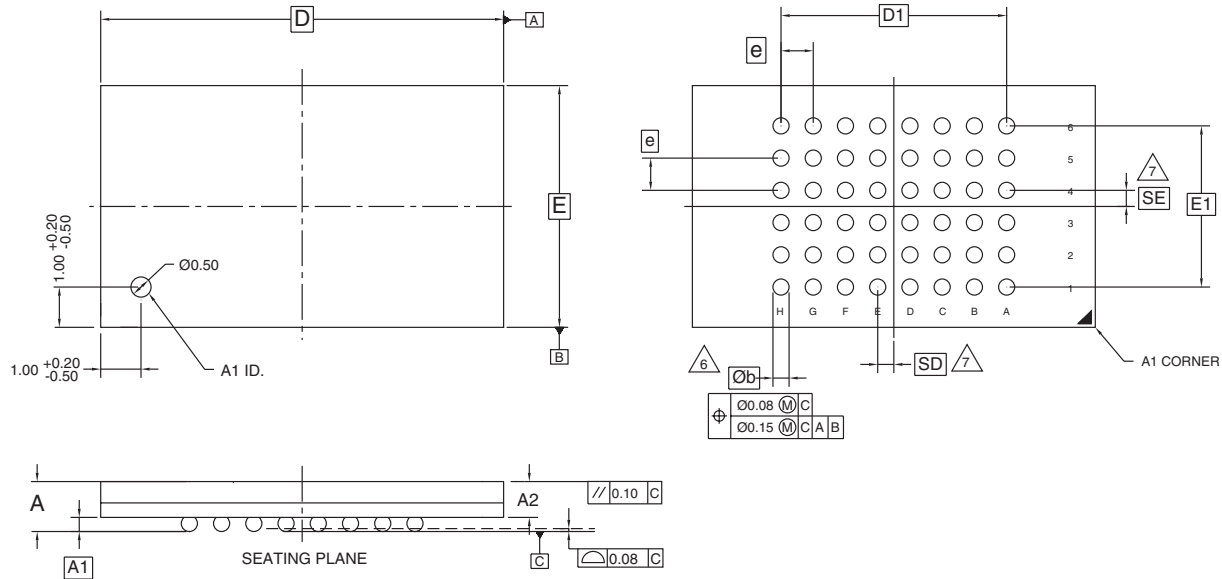 D
A
E
B
1.00 +0.20 -0.50
Ø0.50
1.00 +0.20 -0.50
A1 ID.
D1
e
e
6
5
4
3
2
1
7
SE
E1
H G F E D C B A
A1 CORNER
6
Øb
SD
7
Ø0.08 Ⓜ C
Ø0.15 Ⓜ C A B
A
A1
A2
// 0.10 C
SEATING PLANE
C
0.08 C